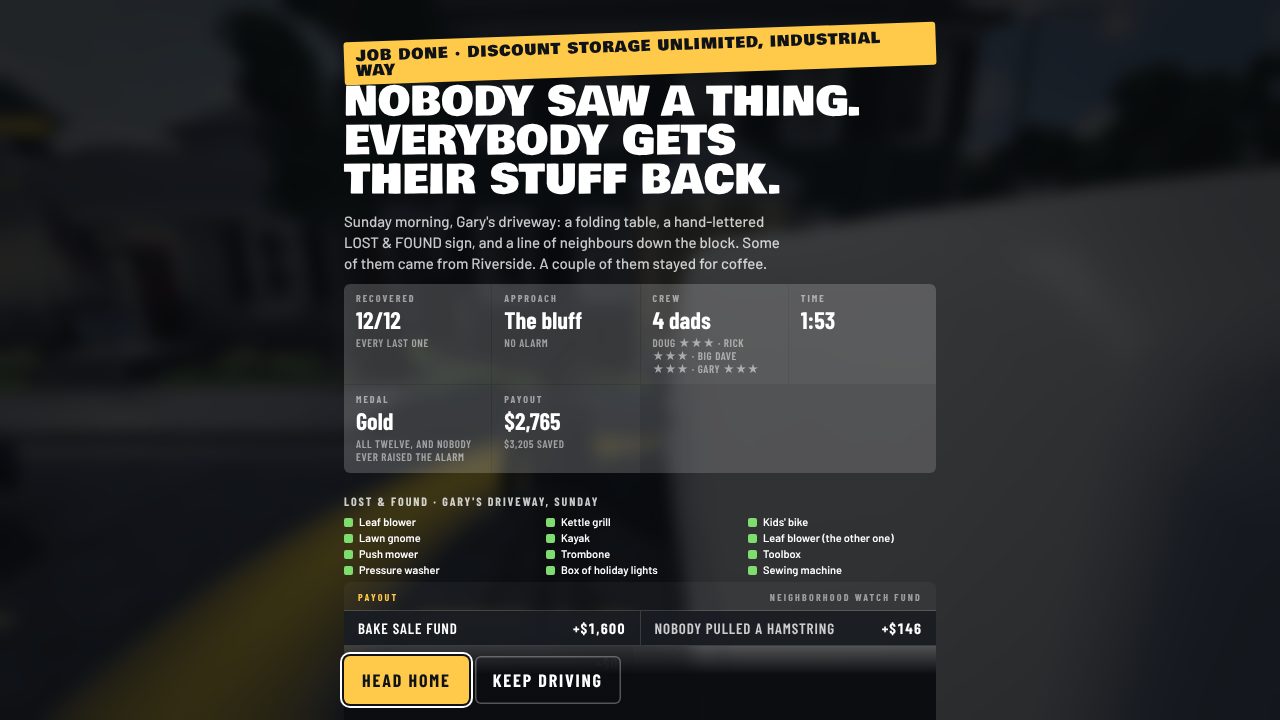 JOB DONE · DISCOUNT STORAGE UNLIMITED, INDUSTRIAL
WAY
NOBODY SAW A THING.
EVERYBODY GETS
THEIR STUFF BACK.
Sunday morning, Gary's driveway: a folding table, a hand-lettered
LOST & FOUND sign, and a line of neighbours down the block. Some
of them came from Riverside. A couple of them stayed for coffee.
RECOVERED
12/12
EVERY LAST ONE
APPROACH
The bluff
NO ALARM
CREW
4 dads
DOUG ★★★ · RICK
★★★ · BIG DAVE
★★★ · GARY ★★★
TIME
1:53
MEDAL
Gold
ALL TWELVE, AND NOBODY
EVER RAISED THE ALARM
PAYOUT
$2,765
$3,205 SAVED
LOST & FOUND · GARY'S DRIVEWAY, SUNDAY
Leaf blower
Lawn gnome
Push mower
Pressure washer
Kettle grill
Kayak
Trombone
Box of holiday lights
Kids' bike
Leaf blower (the other one)
Toolbox
Sewing machine
PAYOUT
NEIGHBORHOOD WATCH FUND
BAKE SALE FUND +$1,600
NOBODY PULLED A HAMSTRING +$146
HEAD HOME
KEEP DRIVING